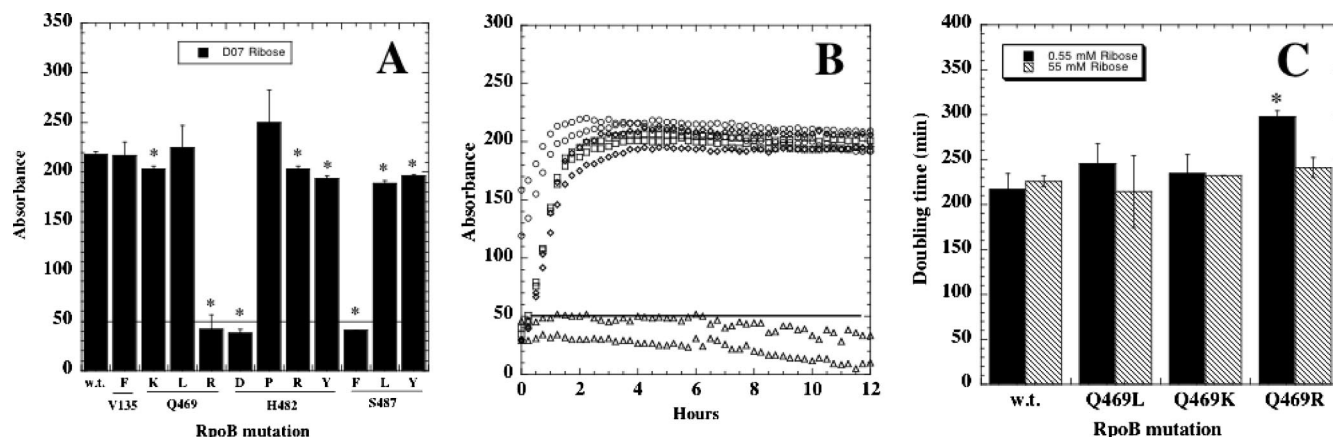 A
D07 Ribose
350
300
250
200
150
100
50
0
Absorbance
*
*
*
*
*
*
*
*
w.t.
F
K
L
R
D
P
R
Y
F
L
Y
V135
Q469
H482
S487
RpoB mutation
B
300
250
200
150
100
50
0
Absorbance
0
2
4
6
8
10
12
Hours
C
0.55 mM Ribose
55 mM Ribose
400
350
300
250
200
150
100
50
0
Doubling time (min)
*
w.t.
Q469L
Q469K
Q469R
RpoB mutation